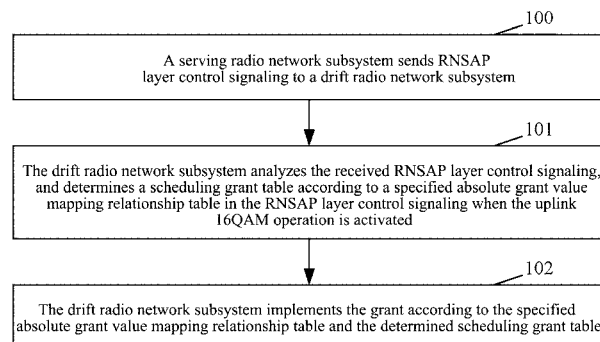 100
A serving radio network subsystem sends RNSAP
layer control signaling to a drift radio network subsystem
101
The drift radio network subsystem analyzes the received RNSAP layer control signaling,
and determines a scheduling grant table according to a specified absolute grant value
mapping relationship table in the RNSAP layer control signaling when the uplink
16QAM operation is activated
102
The drift radio network subsystem implements the grant according to the specified
absolute grant value mapping relationship table and the determined scheduling grant table